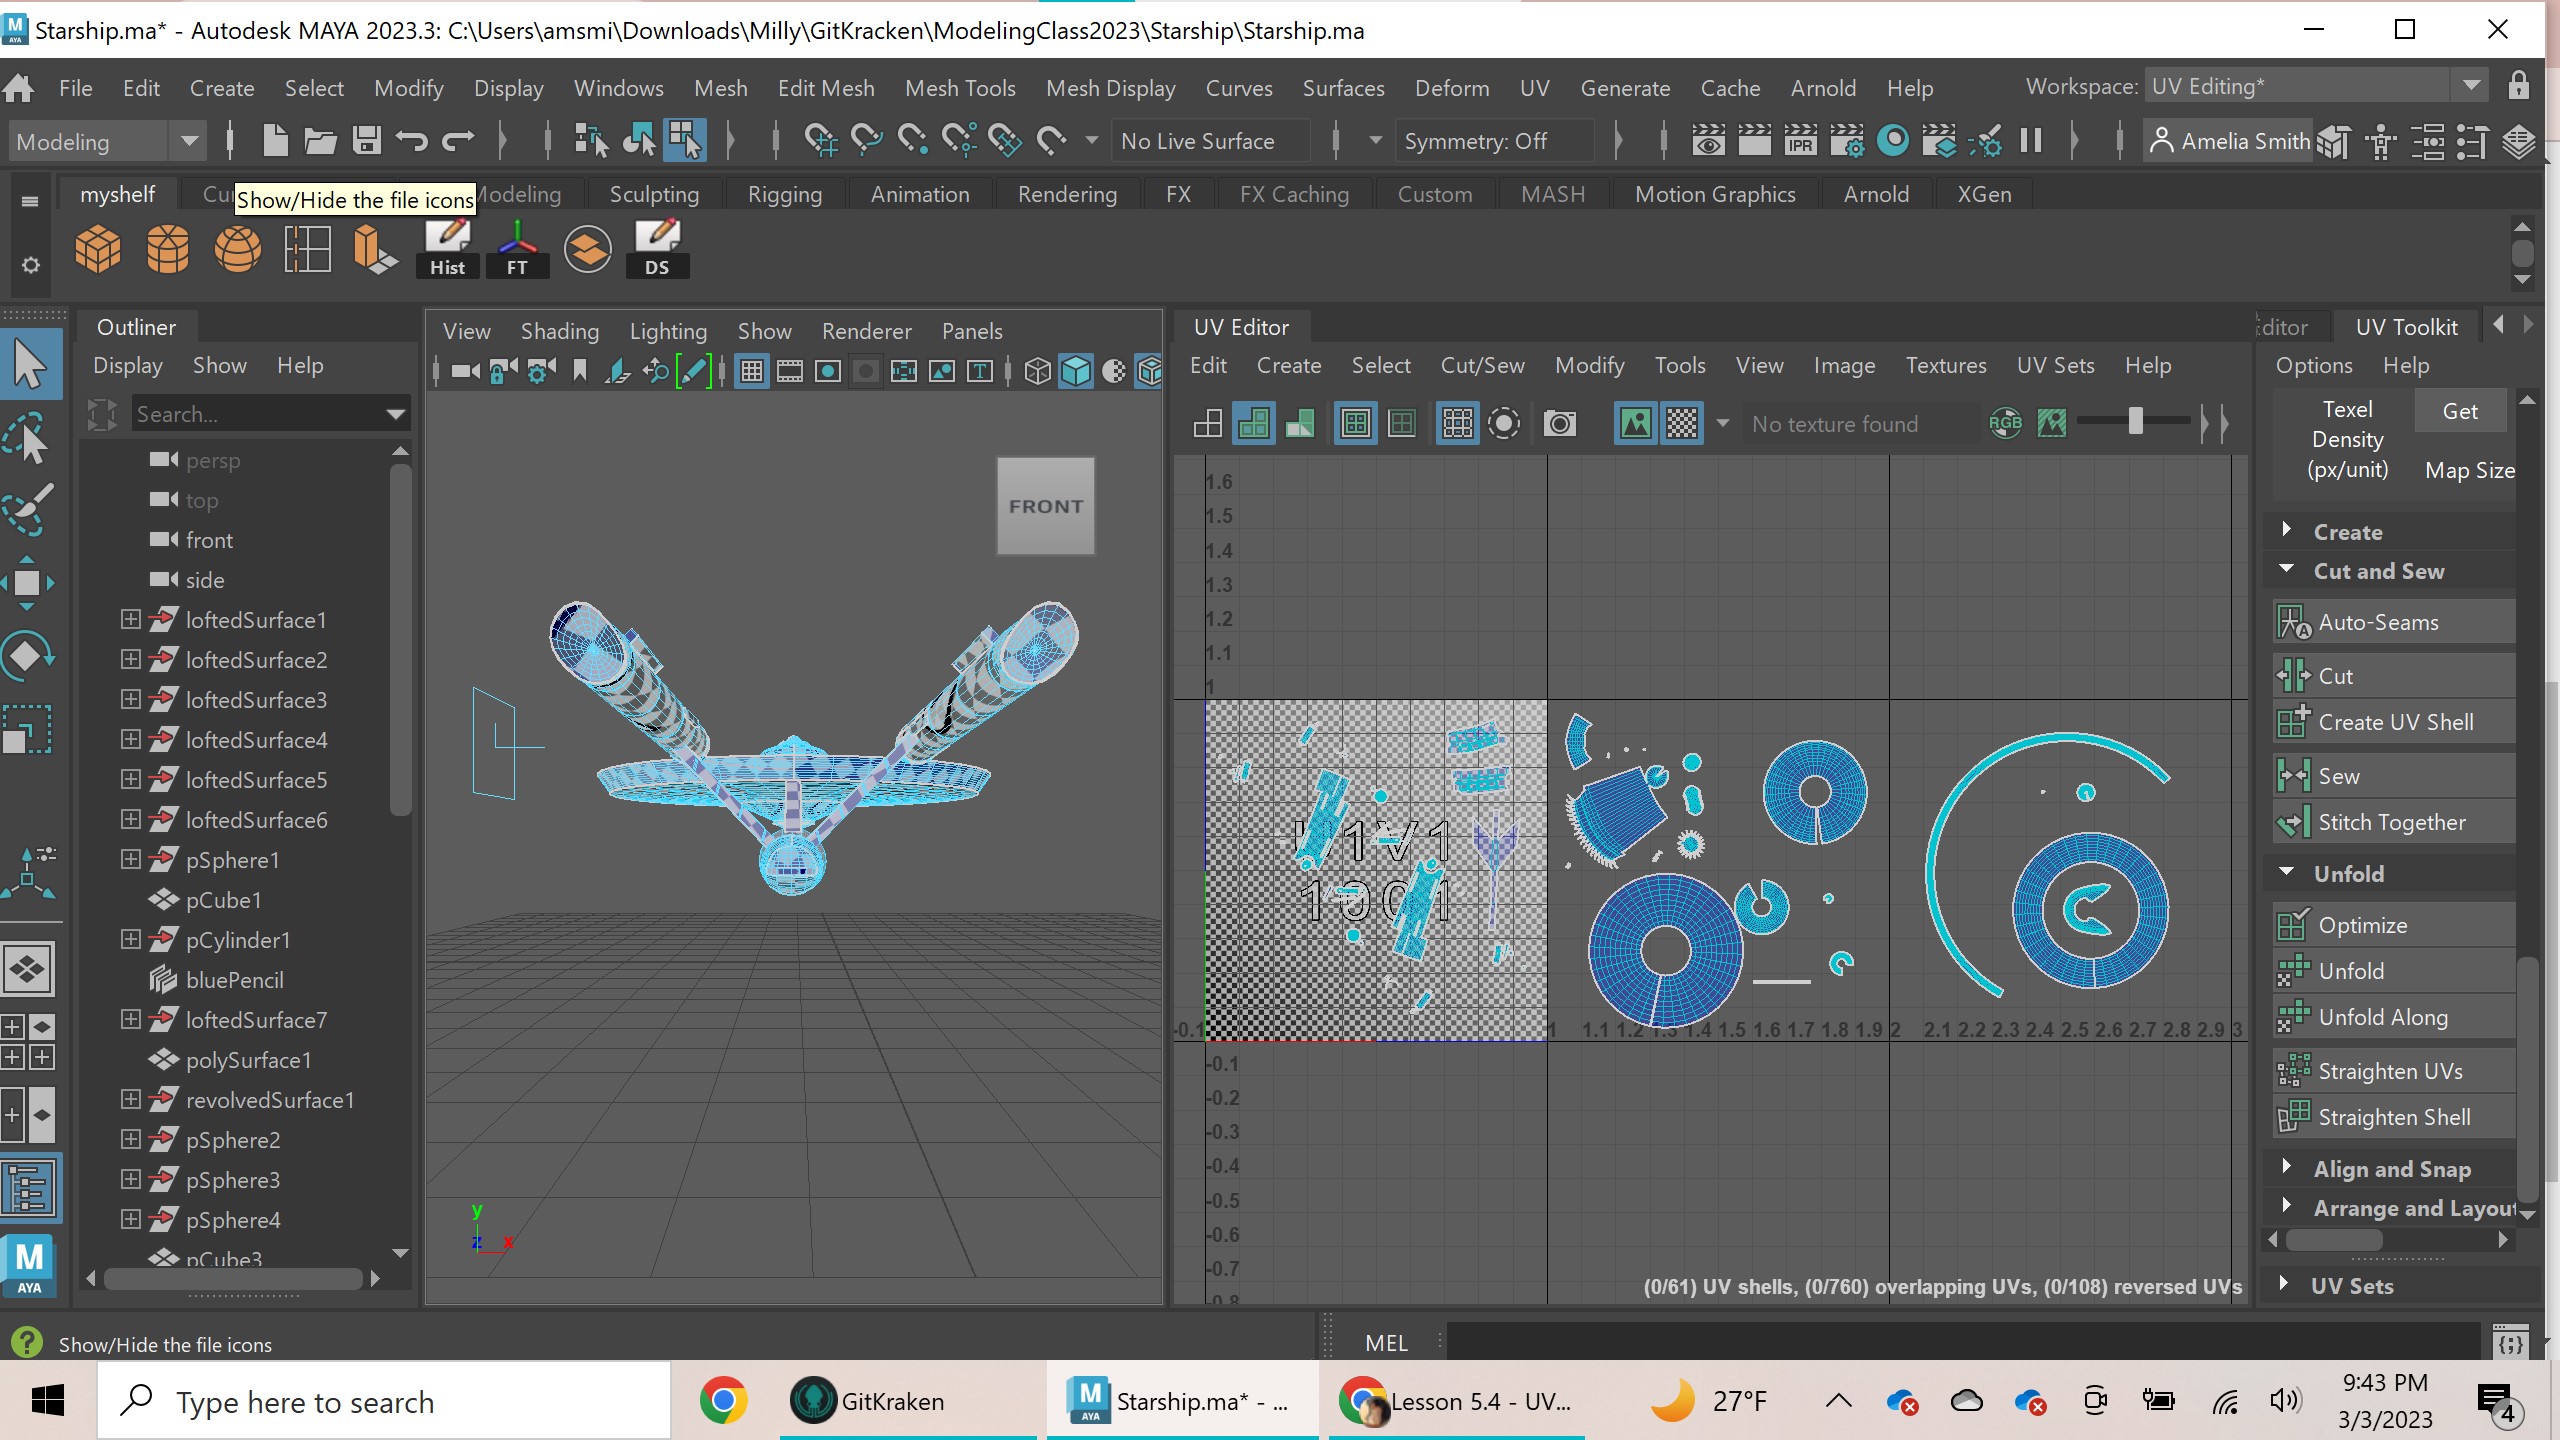 Starship.ma* - Autodesk MAYA 2023.3: C:\Users\amsmi\Downloads\Milly\GitKracken\ModelingClass2023\Starship\Starship.ma
File Edit Create Select Modify Display Windows Mesh Edit Mesh Mesh Tools Mesh Display Curves Surfaces Deform UV Generate Cache Arnold Help Workspace: UV Editing*
Modeling No Live Surface Symmetry: Off IPR Amelia Smith
myshelf Modeling Sculpting Rigging Animation Rendering FX FX Caching Custom MASH Motion Graphics Arnold XGen
Show/Hide the file icons
Hist FT DS
Outliner
Display Show Help
Search...
persp
top
front
side
loftedSurface1
loftedSurface2
loftedSurface3
loftedSurface4
loftedSurface5
loftedSurface6
pSphere1
pCube1
pCylinder1
bluePencil
loftedSurface7
polySurface1
revolvedSurface1
pSphere2
pSphere3
pSphere4
pCube3
View Shading Lighting Show Renderer Panels
FRONT
y
z x
UV Editor
Edit Create Select Cut/Sew Modify Tools View Image Textures UV Sets Help
No texture found RGB
1.6
1.5
1.4
1.3
1.2
1.1
1
U1V1
1001
-0.1 1 1.1 1.2 1.3 1.4 1.5 1.6 1.7 1.8 1.9 2 2.1 2.2 2.3 2.4 2.5 2.6 2.7 2.8 2.9 3
-0.1
-0.2
-0.3
-0.4
-0.5
-0.6
-0.7
-0.8
(0/61) UV shells, (0/760) overlapping UVs, (0/108) reversed UVs
ditor UV Toolkit
Options Help
Texel
Density
(px/unit)
Get
Map Size
Create
Cut and Sew
Auto-Seams
Cut
Create UV Shell
Sew
Stitch Together
Unfold
Optimize
Unfold
Unfold Along
Straighten UVs
Straighten Shell
Align and Snap
Arrange and Layout
UV Sets
M
AYA
Show/Hide the file icons
MEL
Type here to search
GitKraken
Starship.ma* - ...
Lesson 5.4 - UV...
27°F
9:43 PM
3/3/2023
4